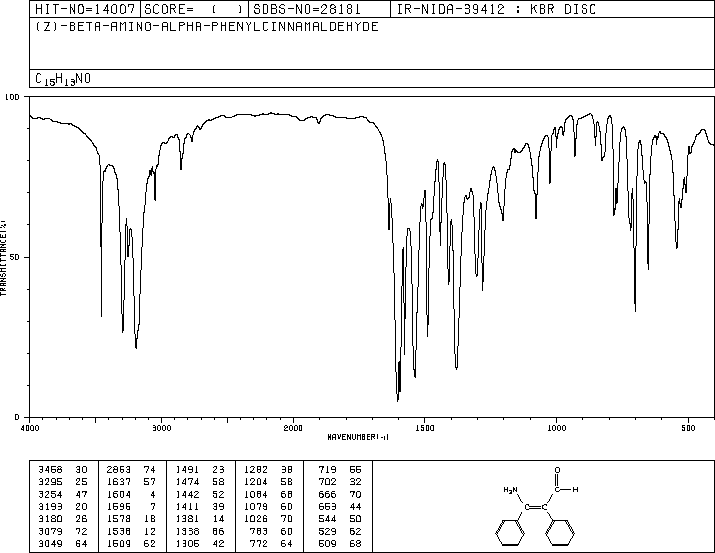 HIT-NO=14007 SCORE= ( ) SDBS-NO=28181 IR-NIDA-39412 : KBR DISC
(Z)-BETA-AMINO-ALPHA-PHENYLCINNAMALDEHYDE
C15H13NO
100
50
0
TRANSMITTANCE(%)
4000 3000 2000 1500 1000 500
WAVENUMBER(-1)
3468 30 2863 74 1491 23 1282 38 719 55
3295 25 1637 57 1474 58 1204 58 702 32
3254 47 1604 4 1442 52 1084 68 666 70
3193 20 1596 7 1411 39 1079 60 653 44
3180 26 1578 18 1381 14 1026 70 544 50
3079 72 1538 12 1338 66 783 60 529 62
3049 64 1509 62 1305 42 772 64 509 68
O
H2N C—H
C=C